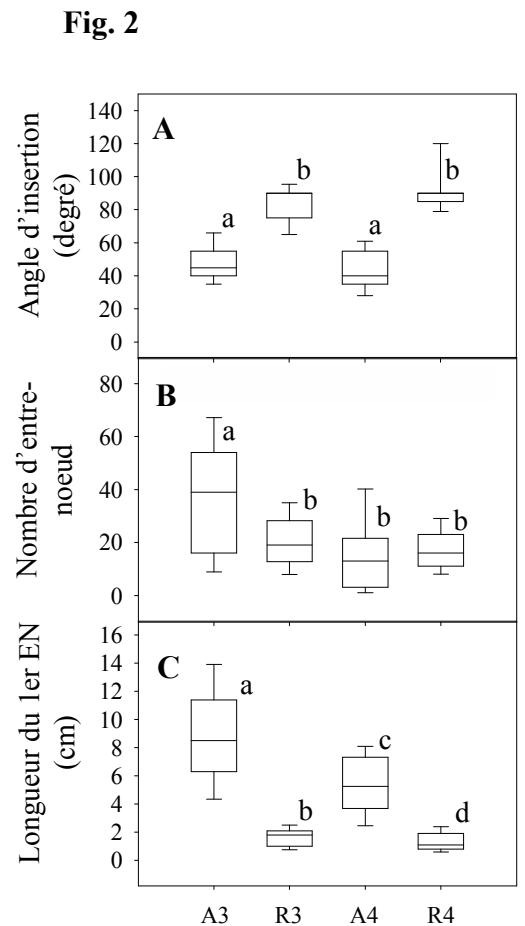 Fig. 2
Angle d'insertion
(degré)
140
120
100
80
60
40
20
0
A
a
b
a
b
Nombre d'entre-
noeud
80
60
40
20
0
B
a
b
b
b
Longueur du 1er EN
(cm)
16
14
12
10
8
6
4
2
0
C
a
b
c
d
A3 R3 A4 R4